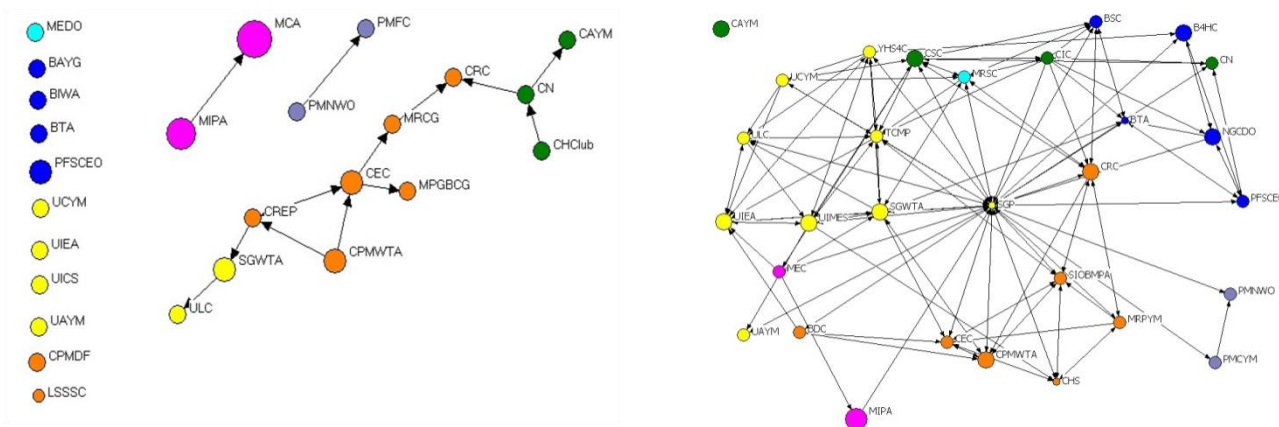 MEDO
BAYG
BIWA
BTA
PFSCEO
UCYM
UIEA
UICS
UAYM
CPMDF
LSSSC
MCA
MIPA
PMFC
PMNWO
CAYM
CRC
CN
MRCG
CHClub
CEC
MPGBCG
CREP
CPMWTA
SGWTA
ULC
CAYM
BSC
B4HC
YHS4C
CSC
CIC
CN
MRSC
UCYM
BTA
ULC
TCMP
NGCDO
CRC
SGWTA
UIEA
UIMES
PFSCEO
MEC
SIOBMPA
PMNWO
MRPYM
UAYM
BDC
CEC
CPMWTA
PMCYM
CHS
MIPA